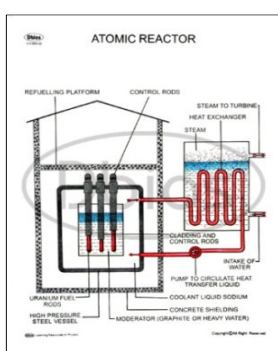 Dbios
ATOMIC REACTOR
REFUELLING PLATFORM
CONTROL RODS
STEAM TO TURBINE
HEAT EXCHANGER
STEAM
Dbios
CLADDING AND
CONTROL RODS
INTAKE OF
WATER
PUMP TO CIRCULATE HEAT
TRANSFER LIQUID
URANIUM FUEL
RODS
COOLANT LIQUID SODIUM
HIGH PRESSURE
STEEL VESSEL
CONCRETE SHIELDING
MODERATOR (GRAPHITE OR HEAVY WATER)